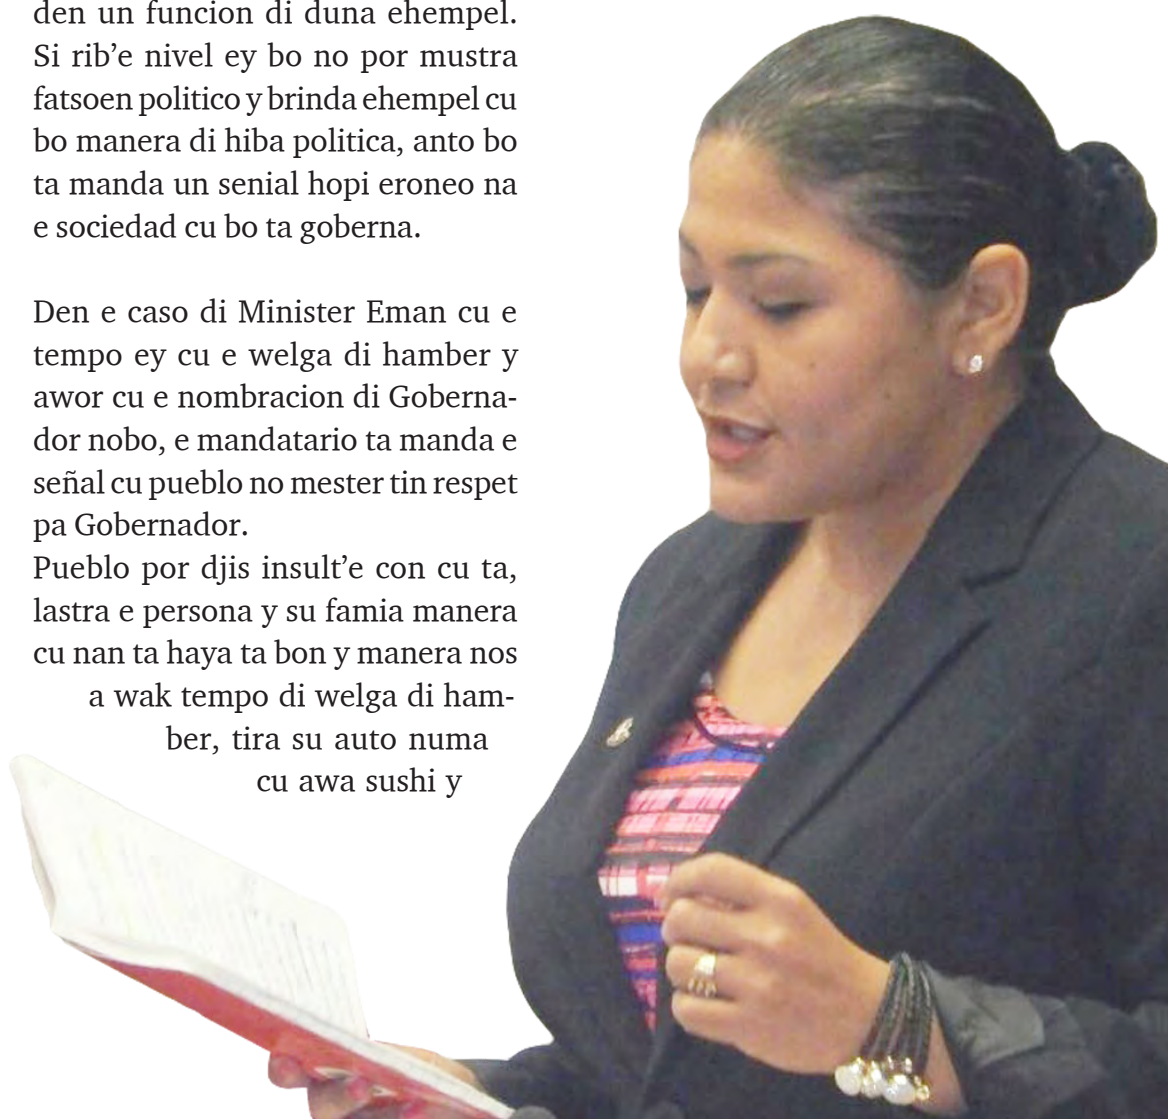 den un funcion di duna ehempel.
Si rib’e nivel ey bo no por mustra
fatsoen politico y brinda ehempel cu
bo manera di hiba politica, anto bo
ta manda un senial hopi eroneo na
e sociedad cu bo ta goberna.
Den e caso di Minister Eman cu e
tempo ey cu e welga di hamber y
awor cu e nombracion di Goberna-
dor nobo, e mandatario ta manda e
señal cu pueblo no mester tin respet
pa Gobernador.
Pueblo por djis insult’e con cu ta,
lastra e persona y su famia manera
cu nan ta haya ta bon y manera nos
a wak tempo di welga di ham-
ber, tira su auto numa
cu awa sushi y